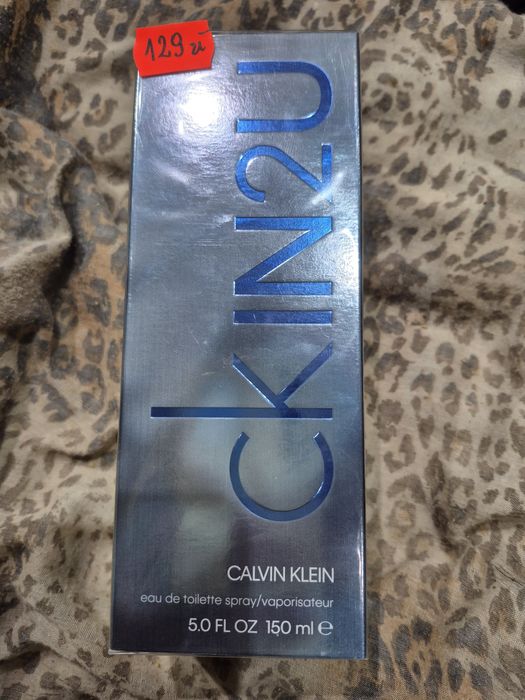 129 zł
ckIN2U
CALVIN KLEIN
eau de toilette spray/vaporisateur
5.0 FL OZ 150 ml ℮